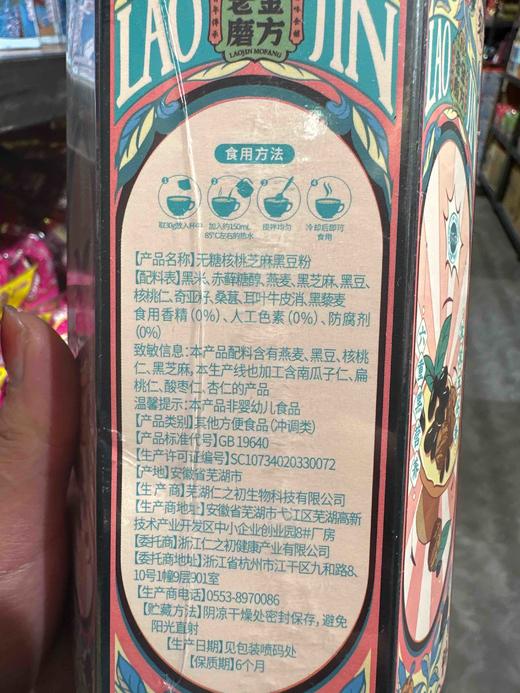 LAO JIN
LAO
老金
磨方
LAOJIN MOFANG
食用方法
1 2 3 4
取30g放入杯中 加入约150mL 搅拌均匀 冷却后即可
85℃左右的热水 食用
【产品名称】无糖核桃芝麻黑豆粉
【配料表】黑米、赤藓糖醇、燕麦、黑芝麻、黑豆、
核桃仁、奇亚籽、桑葚、耳叶牛皮消、黑藜麦
食用香精(0%)、人工色素(0%)、防腐剂
(0%)
致敏信息：本产品配料含有燕麦、黑豆、核桃
仁、黑芝麻，本生产线也加工含南瓜子仁、扁
桃仁、酸枣仁、杏仁的产品
温馨提示：本产品非婴幼儿食品
【产品类别】其他方便食品(冲调类)
【产品标准代号】GB 19640
【生产许可证编号】SC10734020330072
【产地】安徽省芜湖市
【生产商】芜湖仁之初生物科技有限公司
【生产商地址】安徽省芜湖市弋江区芜湖高新
技术产业开发区中小企业创业园8#厂房
【委托商】浙江仁之初健康产业有限公司
【委托商地址】浙江省杭州市江干区九和路8、
10号1幢9层901室
【生产商电话】0553-8970086
【贮藏方法】阴凉干燥处密封保存，避免
阳光直射
【生产日期】见包装喷码处
【保质期】6个月